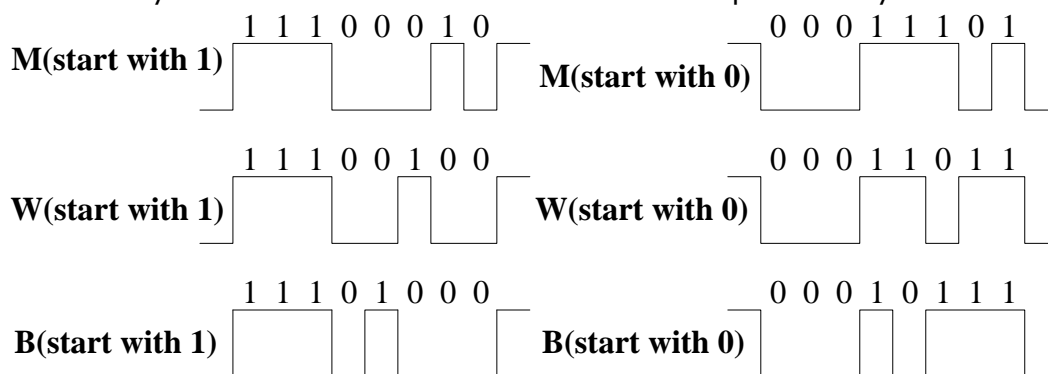 1 1 1 0 0 0 1 0 0 0 0 1 1 1 0 1
M(start with 1) M(start with 0)
1 1 1 0 0 1 0 0 0 0 0 1 1 0 1 1
W(start with 1) W(start with 0)
1 1 1 0 1 0 0 0 0 0 0 1 0 1 1 1
B(start with 1) B(start with 0)